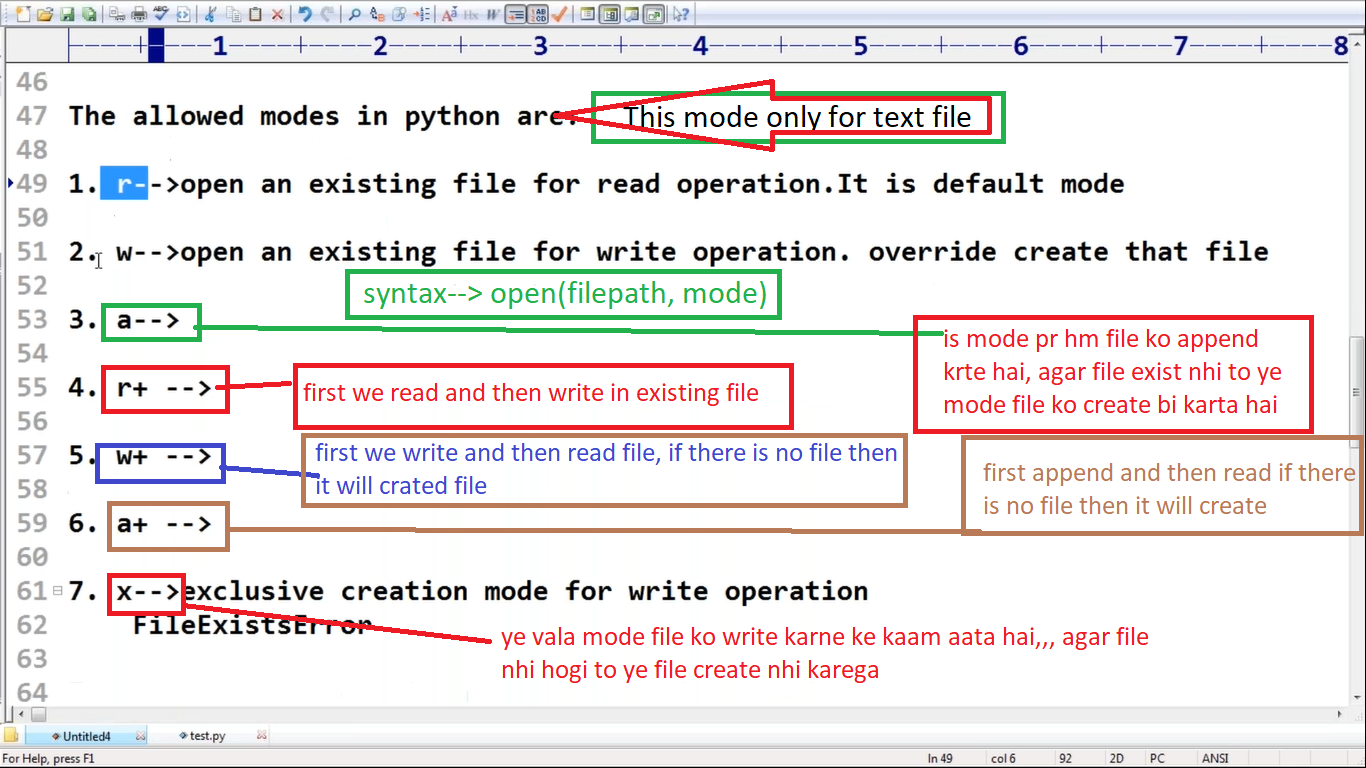 1 2 3 4 5 6 7 8
46
47 The allowed modes in python are: This mode only for text file
48
49 1. r-->open an existing file for read operation.It is default mode
50
51 2. w-->open an existing file for write operation. override create that file
52
syntax--> open(filepath, mode)
53 3. a-->
is mode pr hm file ko append
krte hai, agar file exist nhi to ye
mode file ko create bi karta hai
54
55 4. r+ -->
first we read and then write in existing file
56
57 5. w+ -->
first we write and then read file, if there is no file then
it will crated file
58
59 6. a+ -->
first append and then read if there
is no file then it will create
60
61 7. x-->exclusive creation mode for write operation
62 FileExistsError
ye vala mode file ko write karne ke kaam aata hai,,, agar file
nhi hogi to ye file create nhi karega
63
64
Untitled4 test.py
For Help, press F1 ln 49 col 6 92 2D PC ANSI